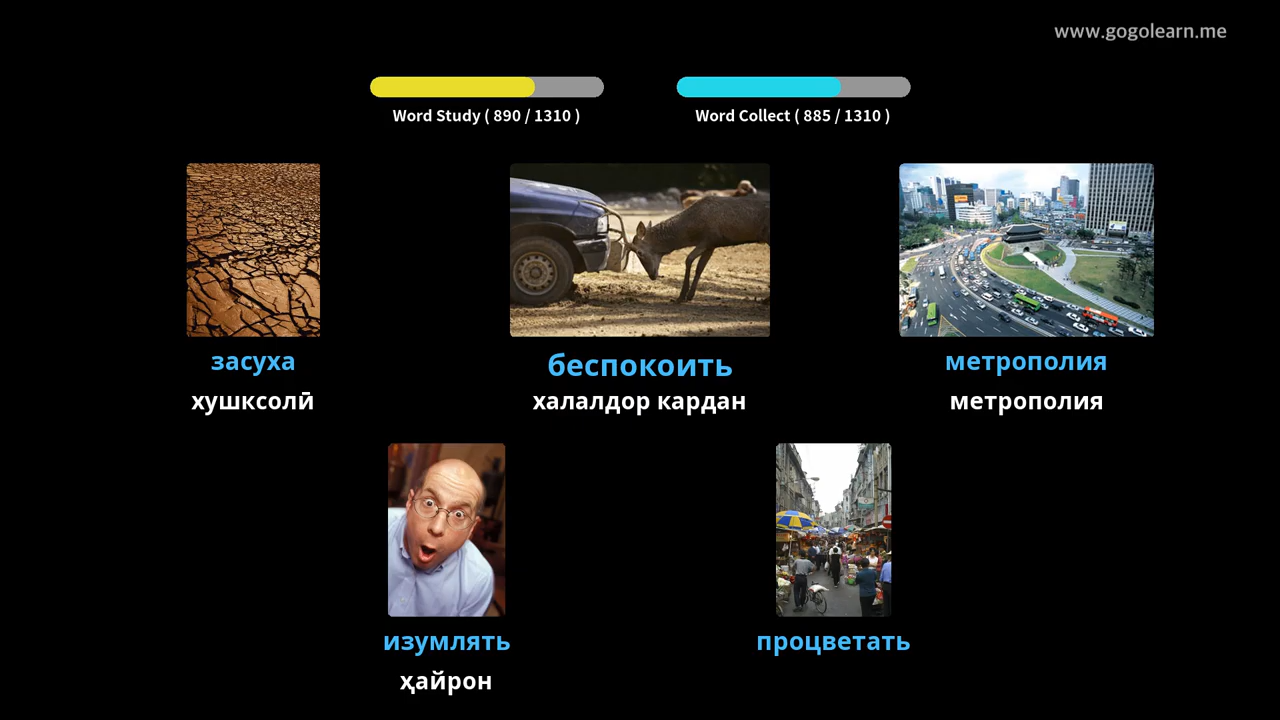 www.gogolearn.me
Word Study ( 890 / 1310 )
Word Collect ( 885 / 1310 )
засуха
хушксолӣ
беспокоить
халалдор кардан
метрополия
метрополия
изумлять
ҳайрон
процветать